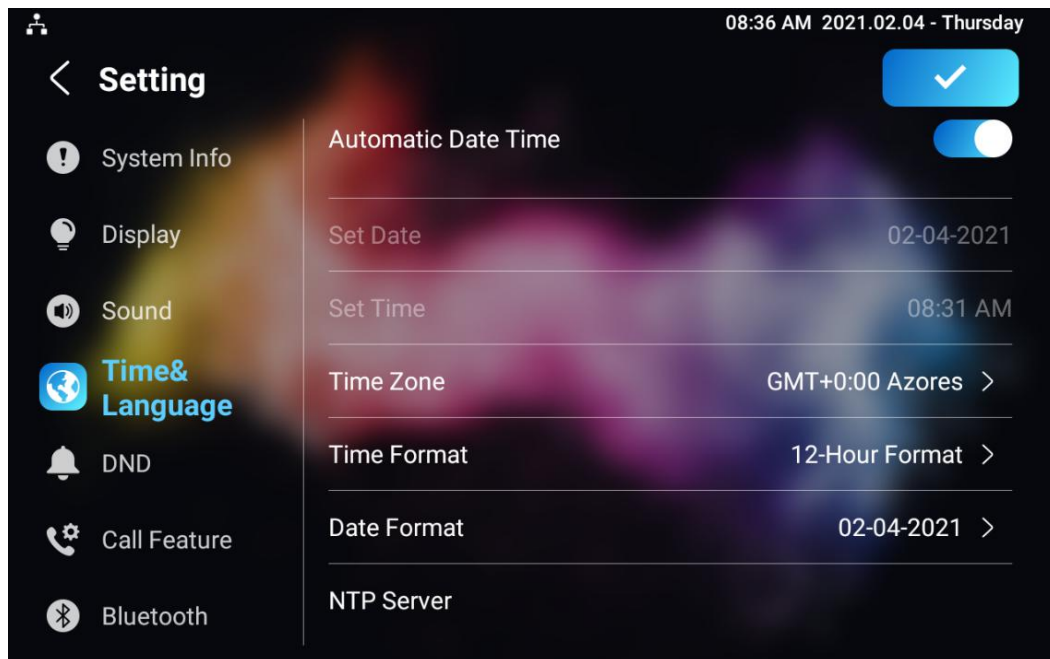 08:36 AM 2021.02.04 - Thursday
Setting
System Info
Display
Sound
Time&
Language
DND
Call Feature
Bluetooth
Automatic Date Time
Set Date 02-04-2021
Set Time 08:31 AM
Time Zone GMT+0:00 Azores
Time Format 12-Hour Format
Date Format 02-04-2021
NTP Server